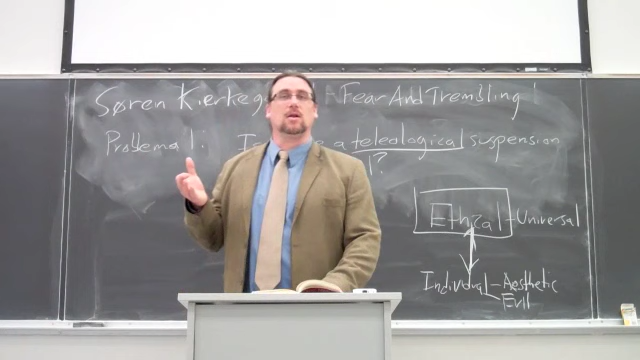 Søren Kierkeg Fear And Trembling
Problema 1. a teleological suspension
?
Ethical - Universal
Individual - Aesthetic
Evil